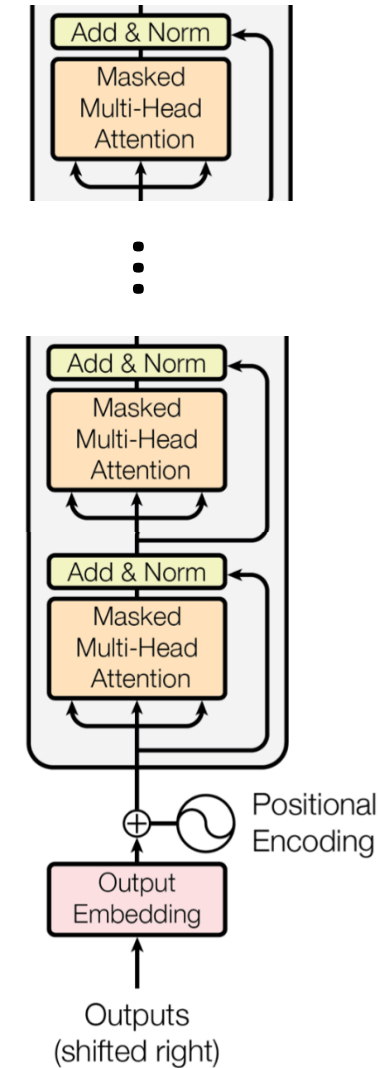 Add & Norm
Masked
Multi-Head
Attention
Add & Norm
Masked
Multi-Head
Attention
Add & Norm
Masked
Multi-Head
Attention
Positional
Encoding
Output
Embedding
Outputs
(shifted right)